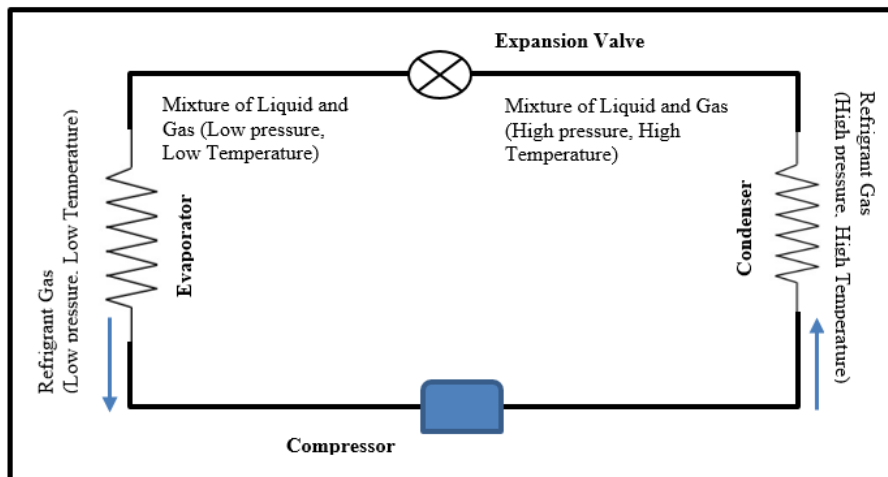 Expansion Valve
Mixture of Liquid and
Gas (Low pressure,
Low Temperature)
Mixture of Liquid and Gas
(High pressure, High
Temperature)
Refrigrant Gas
(Low pressure. Low Temperature)
Evaporator
Condenser
Refrigrant Gas
(High pressure. High Temperature)
Compressor